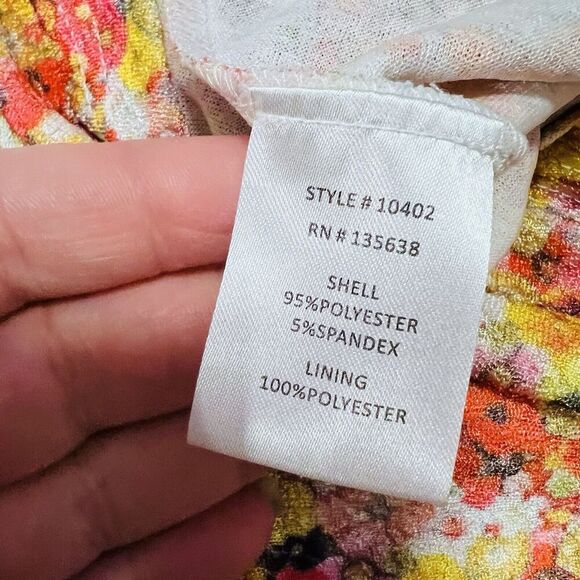 STYLE # 10402
RN # 135638
SHELL
95%POLYESTER
5%SPANDEX
LINING
100%POLYESTER